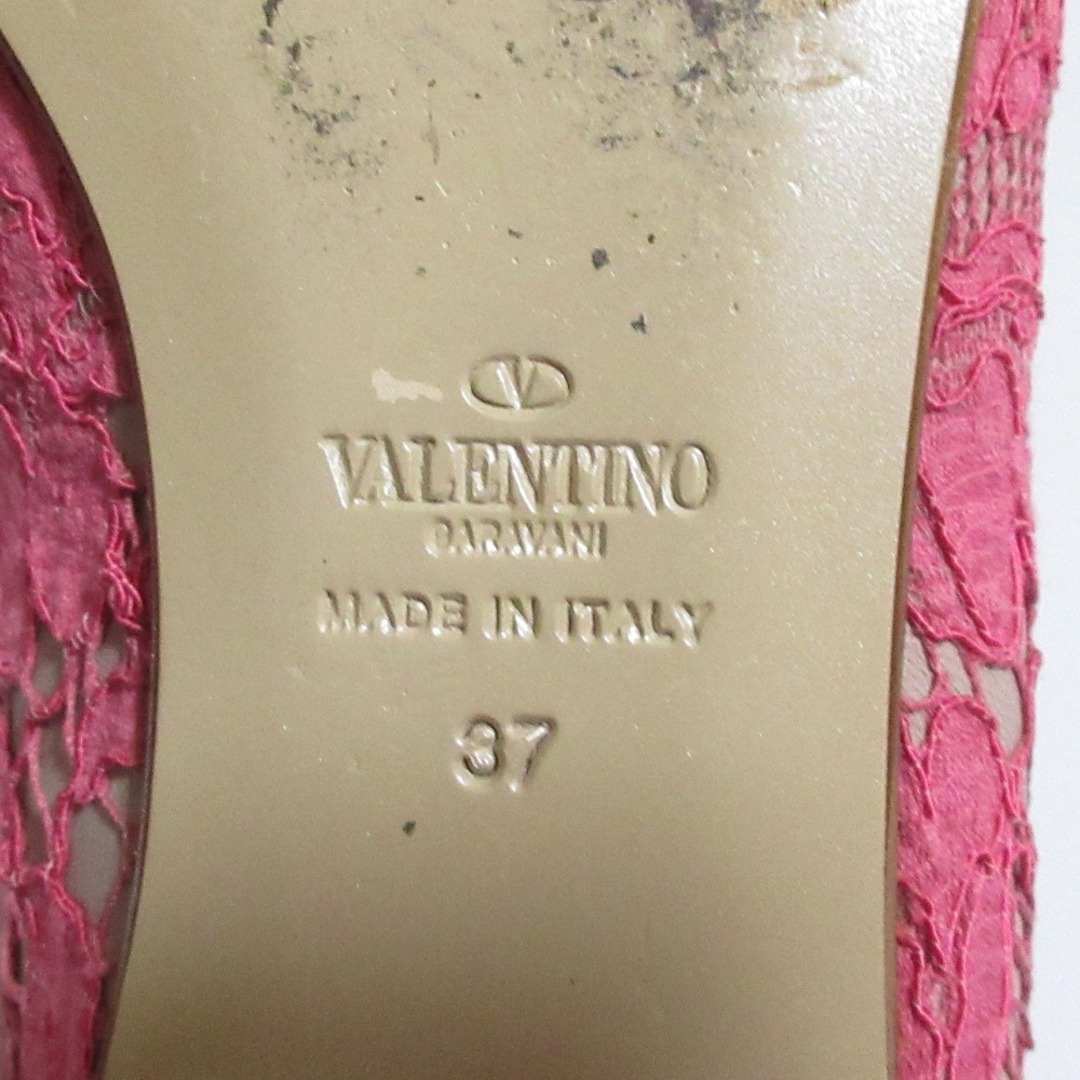 V
VALENTINO
GARAVANI
MADE IN ITALY
37